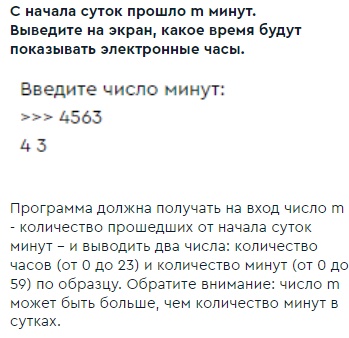 С начала суток прошло m минут.
Выведите на экран, какое время будут
показывать электронные часы.
Введите число минут:
>>> 4563
4 3
Программа должна получать на вход число m
- количество прошедших от начала суток
минут – и выводить два числа: количество
часов (от 0 до 23) и количество минут (от 0 до
59) по образцу. Обратите внимание: число m
может быть больше, чем количество минут в
сутках.